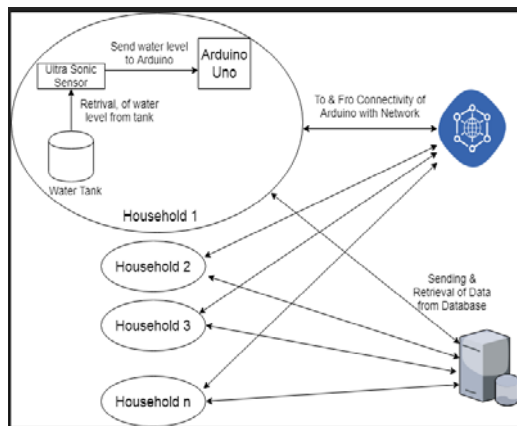 Send water level
to Arduino
Arduino
Uno
Ultra Sonic
Sensor
Retrival, of water
level from tank
Water Tank
Household 1
To & Fro Connectivity of
Arduino with Network
Household 2
Household 3
Household n
Sending &
Retrieval of Data
from Database